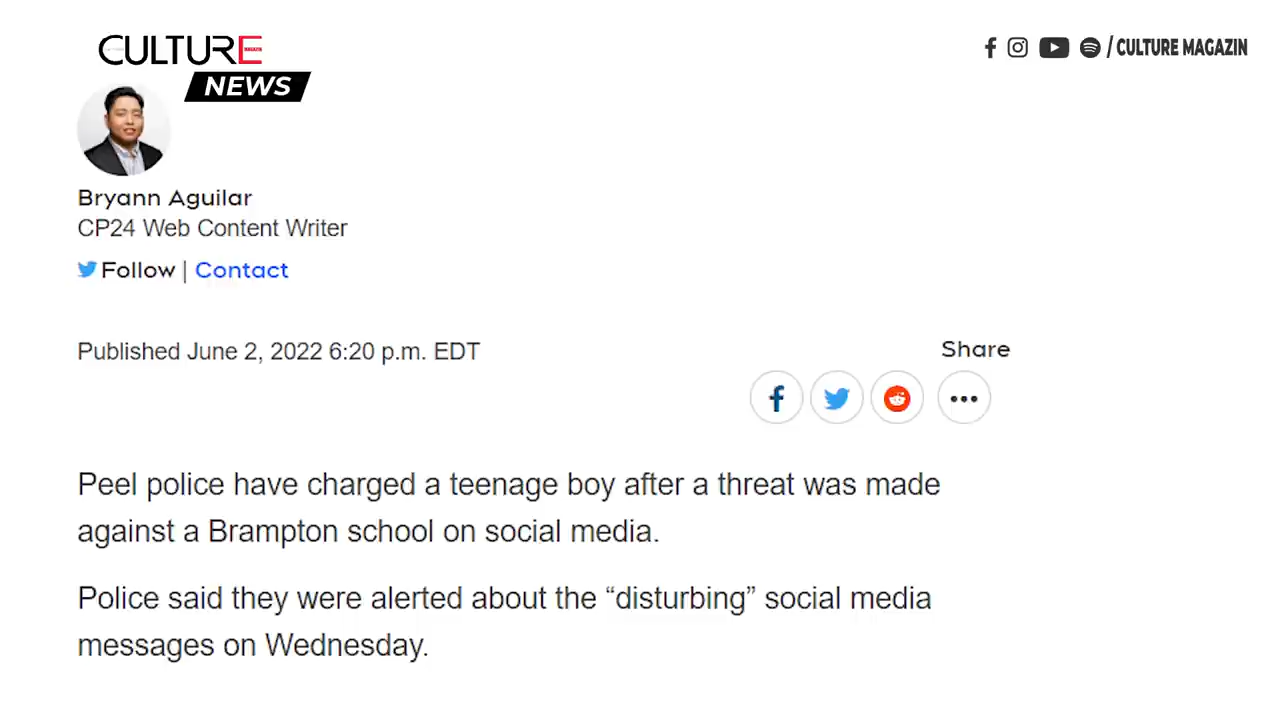 CULTURE
NEWS
/ CULTURE MAGAZIN
Bryann Aguilar
CP24 Web Content Writer
Follow | Contact
Published June 2, 2022 6:20 p.m. EDT
Share
Peel police have charged a teenage boy after a threat was made
against a Brampton school on social media.
Police said they were alerted about the “disturbing” social media
messages on Wednesday.